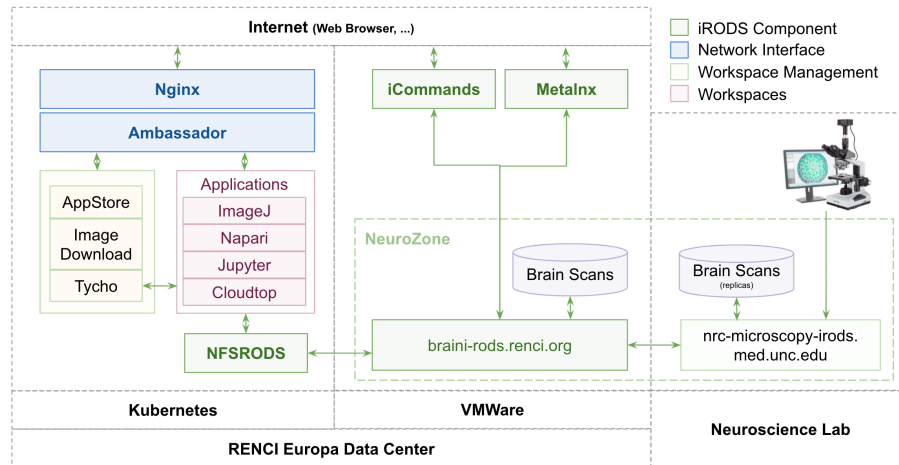 Internet (Web Browser, ...)
iRODS Component
Network Interface
Workspace Management
Workspaces
Nginx
Ambassador
iCommands
Metalnx
AppStore
Image
Download
Tycho
Applications
ImageJ
Napari
Jupyter
Cloudtop
NFSRODS
NeuroZone
Brain Scans
Brain Scans
(replicas)
braini-rods.renci.org
nrc-microscopy-irods.
med.unc.edu
Kubernetes
VMWare
RENCI Europa Data Center
Neuroscience Lab